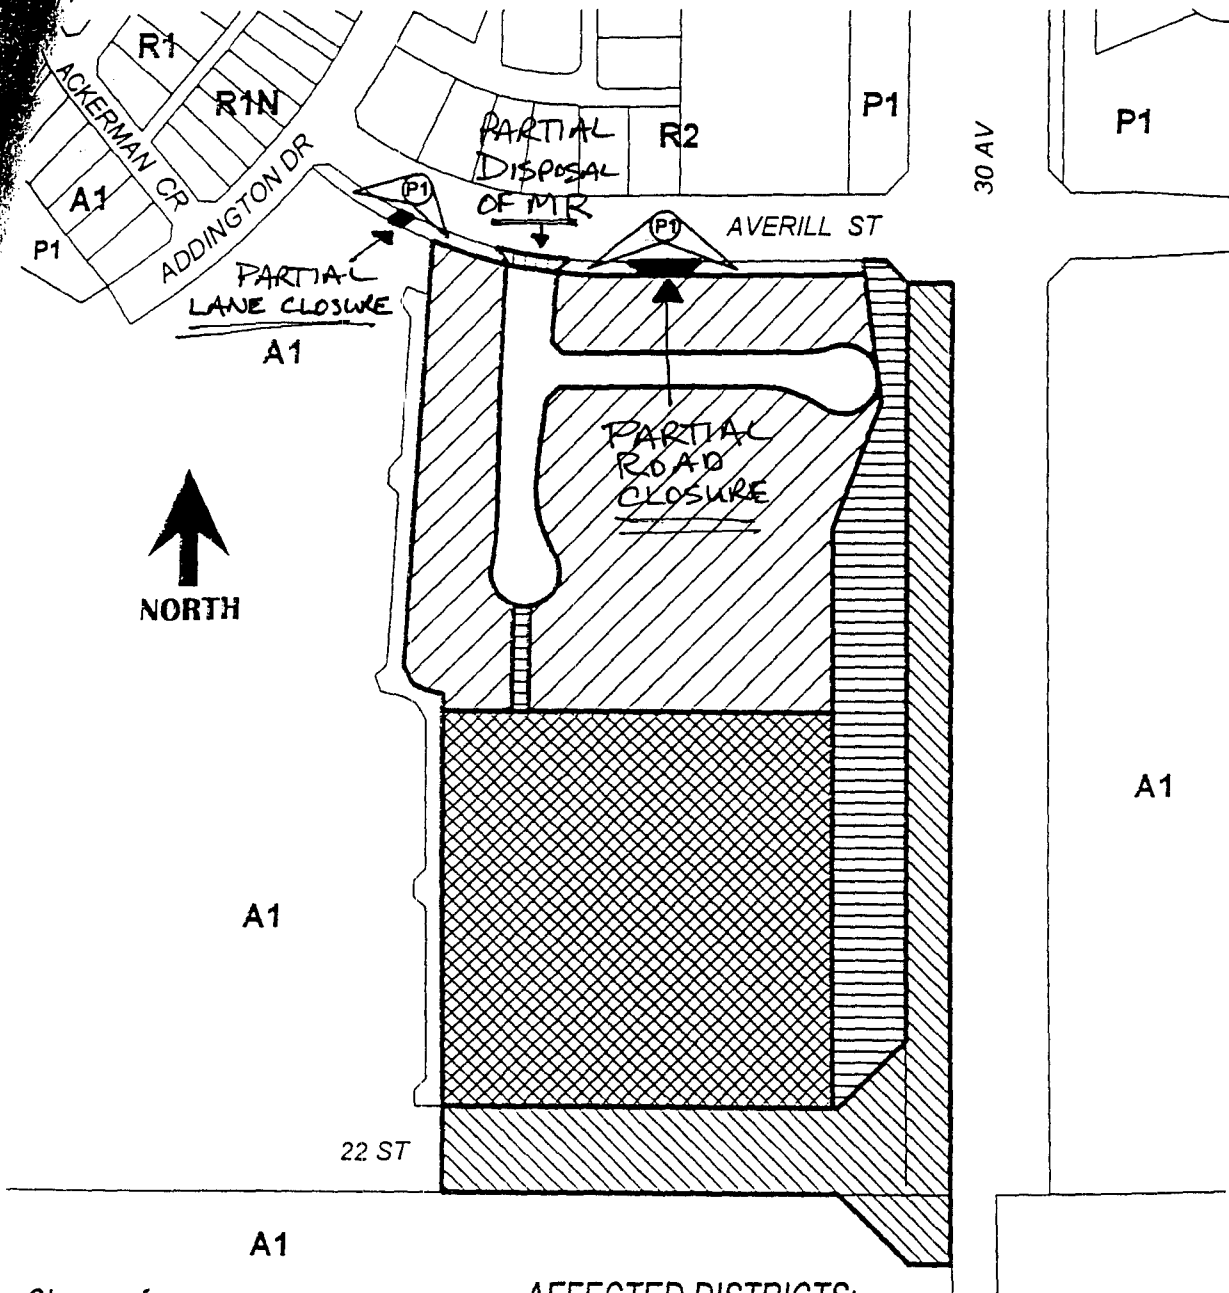 R1
R1N
ACKERMAN CR
A1
P1
ADDINGTON DR
PARTIAL
DISPOSAL
OF MR
R2
P1
30 AV
P1
P1
P1
AVERILL ST
PARTIAL
LANE CLOSURE
A1
PARTIAL
ROAD
CLOSURE
NORTH
A1
A1
22 ST
A1
AFFECTED DISTRICTS: